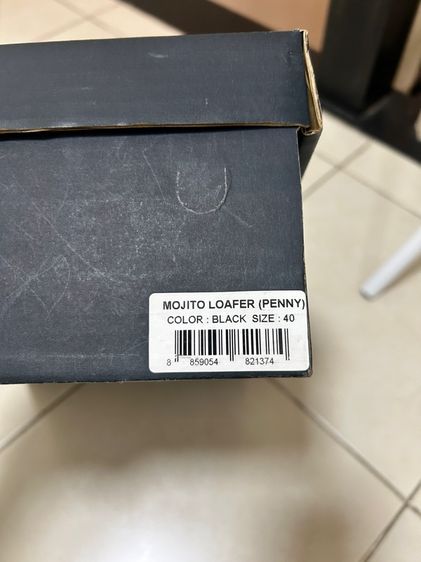 MOJITO LOAFER (PENNY)
COLOR : BLACK SIZE : 40
8 859054 821374